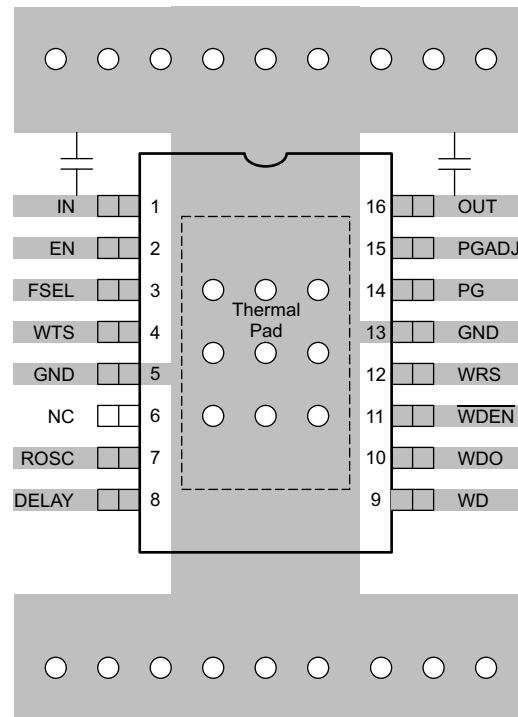 IN 1 16 OUT
EN 2 15 PGADJ
FSEL 3 14 PG
Thermal
Pad
WTS 4 13 GND
GND 5 12 WRS
NC 6 11 WDEN
ROSC 7 10 WDO
DELAY 8 9 WD